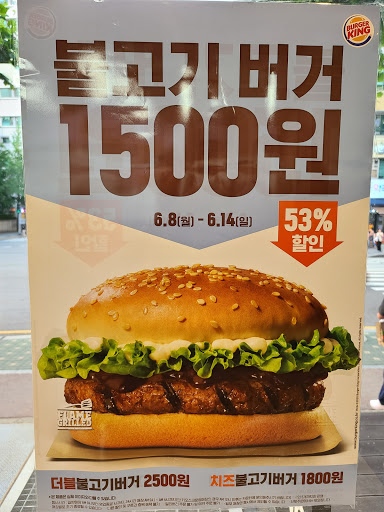 BURGER
KING
불고기 버거
1500원
6.8(월) - 6.14(일)
53%
할인
FLAME
GRILLED
더블불고기버거 2500원 치즈불고기버거 1800원